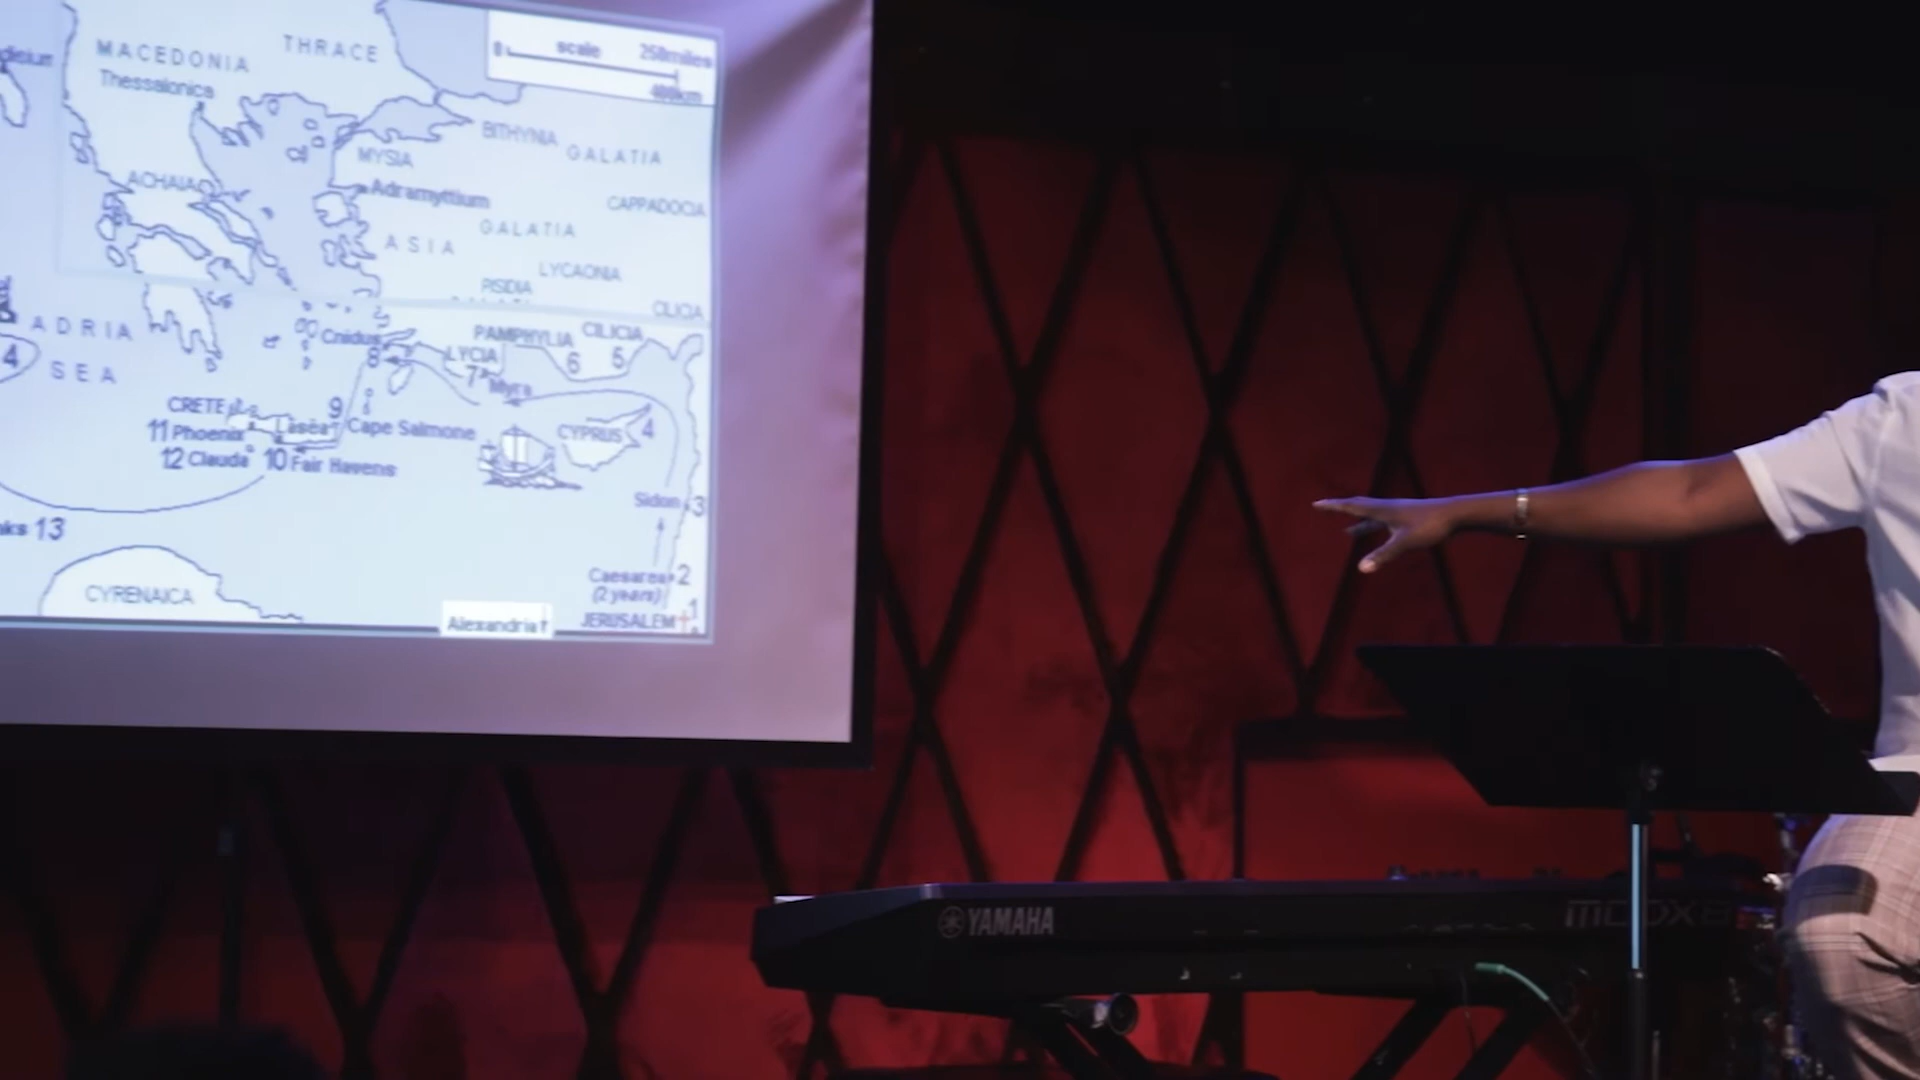 MACEDONIA
THRACE
0 scale 250miles
400km
Thessalonica
BITHYNIA
GALATIA
MYSIA
ACHAIA
Adramyttium
CAPPADOCIA
GALATIA
ASIA
LYCAONIA
PISIDIA
CILICIA
ADRIA
SEA
4
Cnidus
8
PAMPHYLIA
CILICIA
LYCIA
6
5
7
Myra
CRETE
9
11 Phoenix
Lasea
Cape Salmone
CYPRUS
4
12 Clauda
10 Fair Havens
Sidon 3
13
Caesarea 2
(2 years)
CYRENAICA
1
Alexandria
JERUSALEM
YAMAHA
MODX8